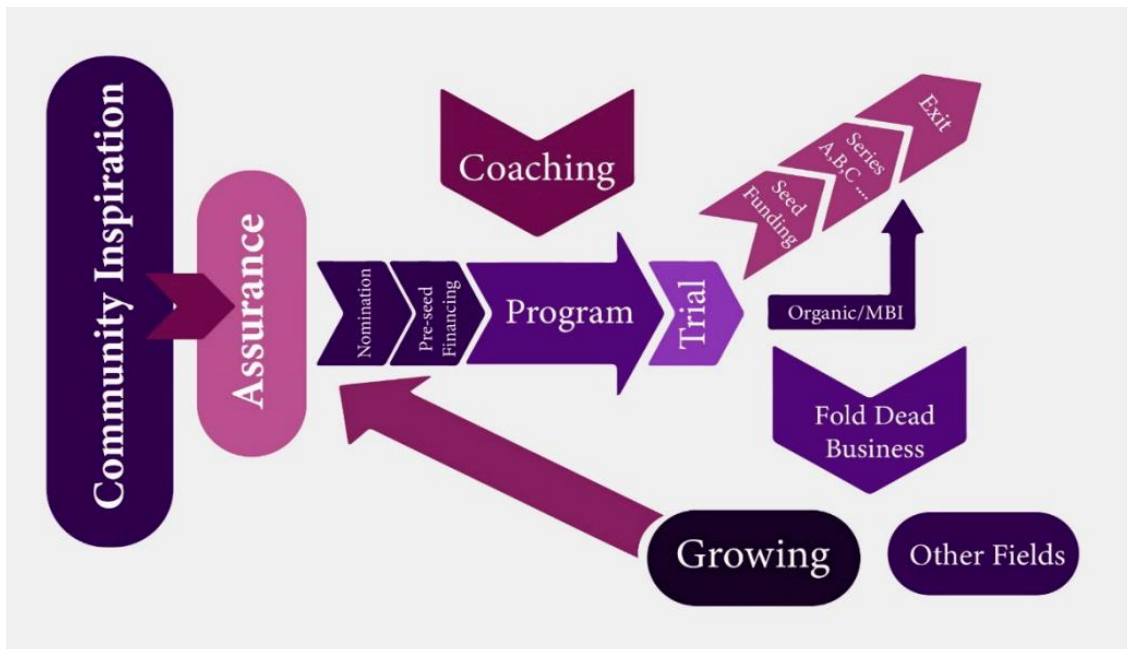 Community Inspiration
Assurance
Coaching
Nomination
Pre-seed
Financing
Program
Trial
Seed
Funding
Series
A,B,C ....
Exit
Organic/MBI
Fold Dead
Business
Growing
Other Fields